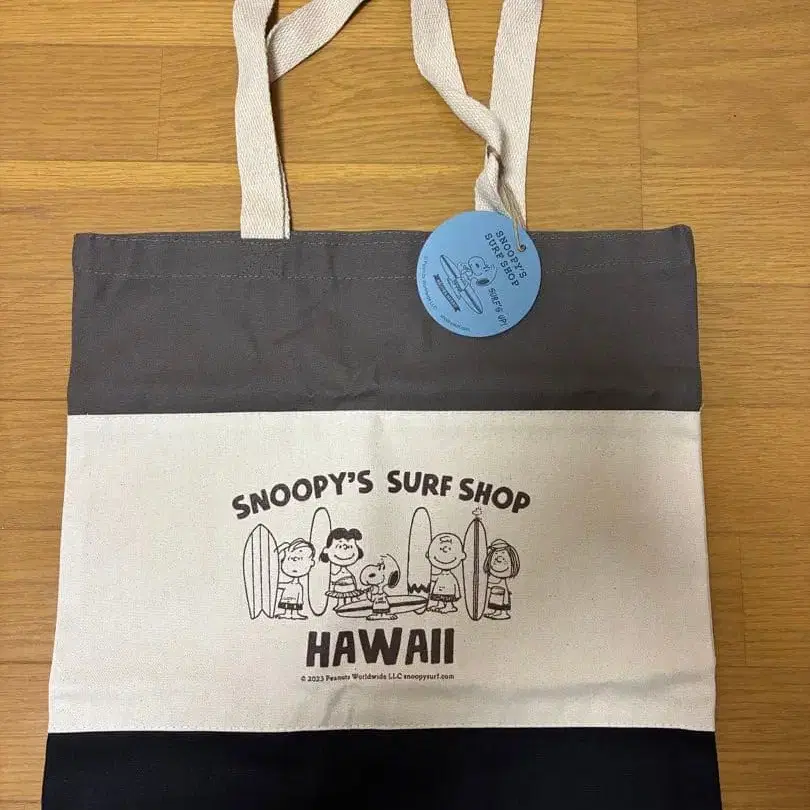 SNOOPY'S
SURF SHOP
SURF'S UP!
SNOOPY'S SURF SHOP
HAWAII
© 2023 Peanuts Worldwide LLC snoopysurf.com